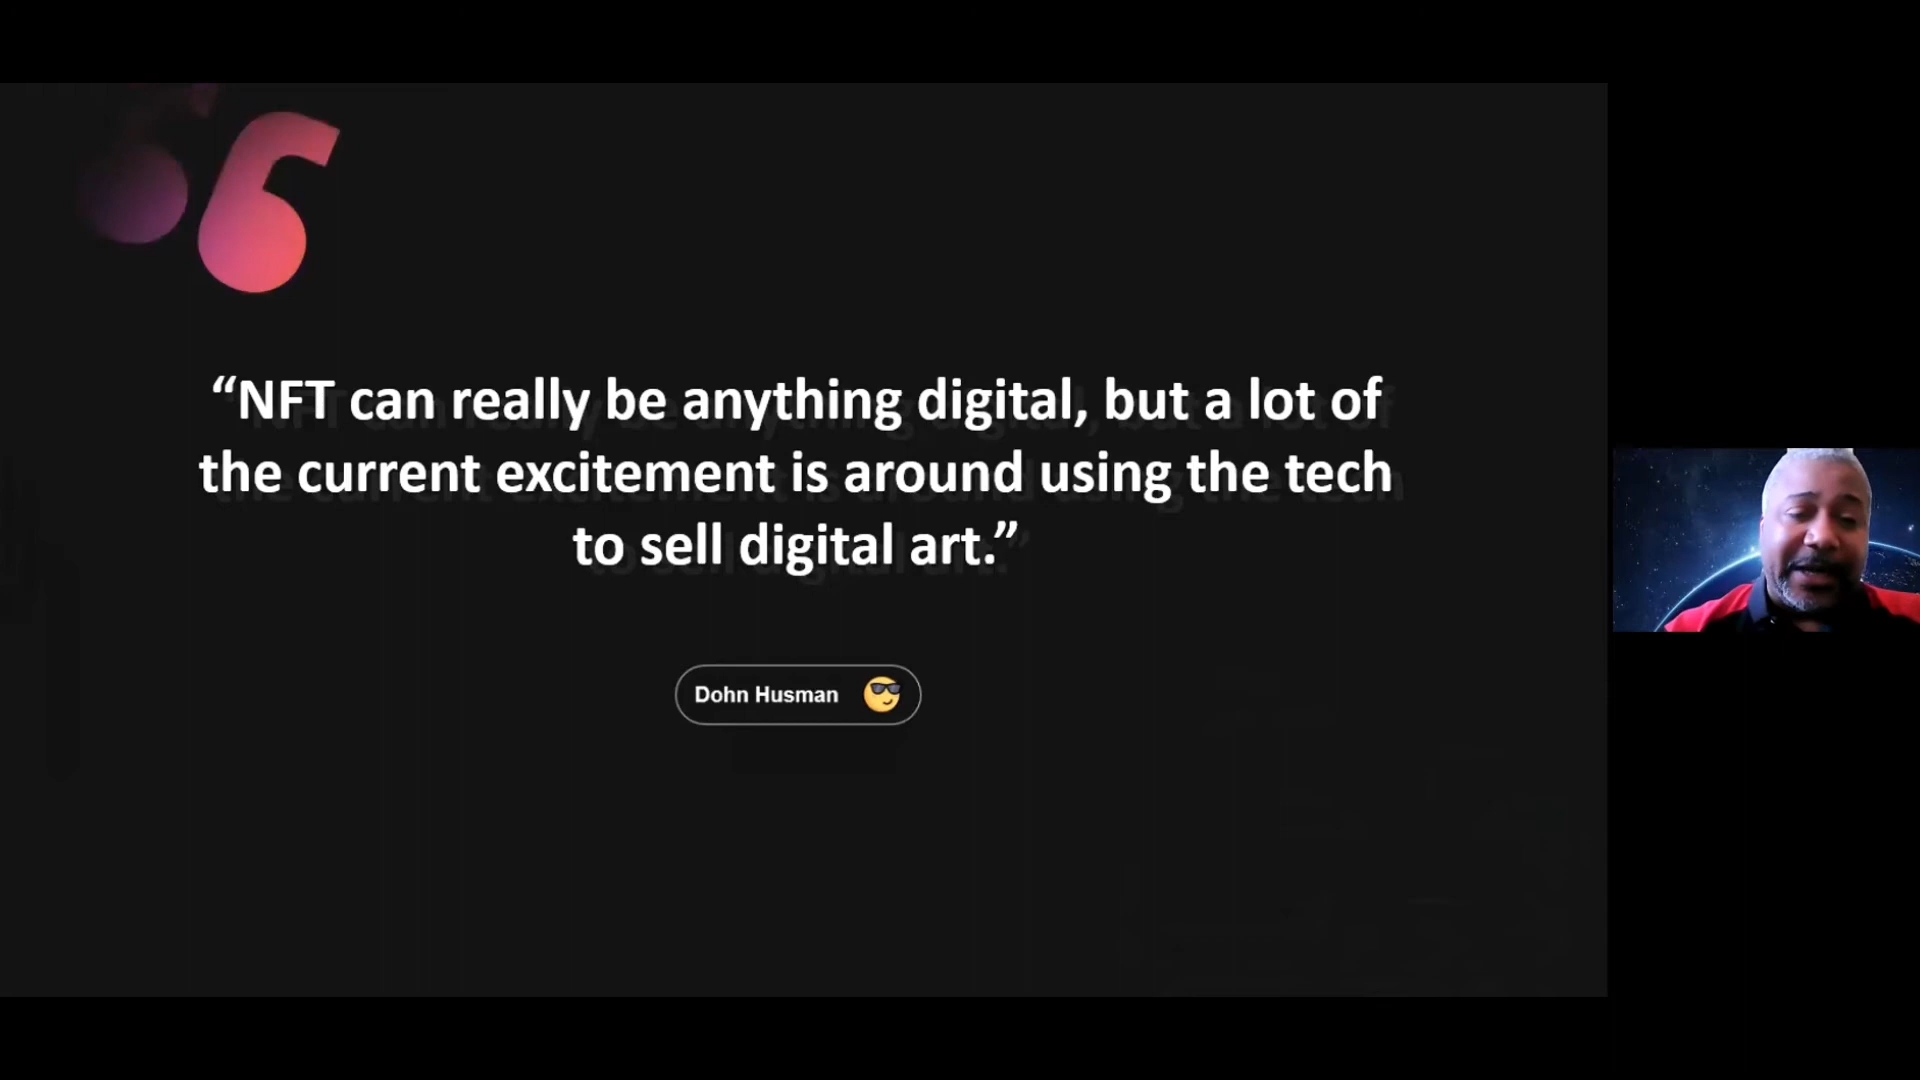 “NFT can really be anything digital, but a lot of
the current excitement is around using the tech
to sell digital art.”
Dohn Husman